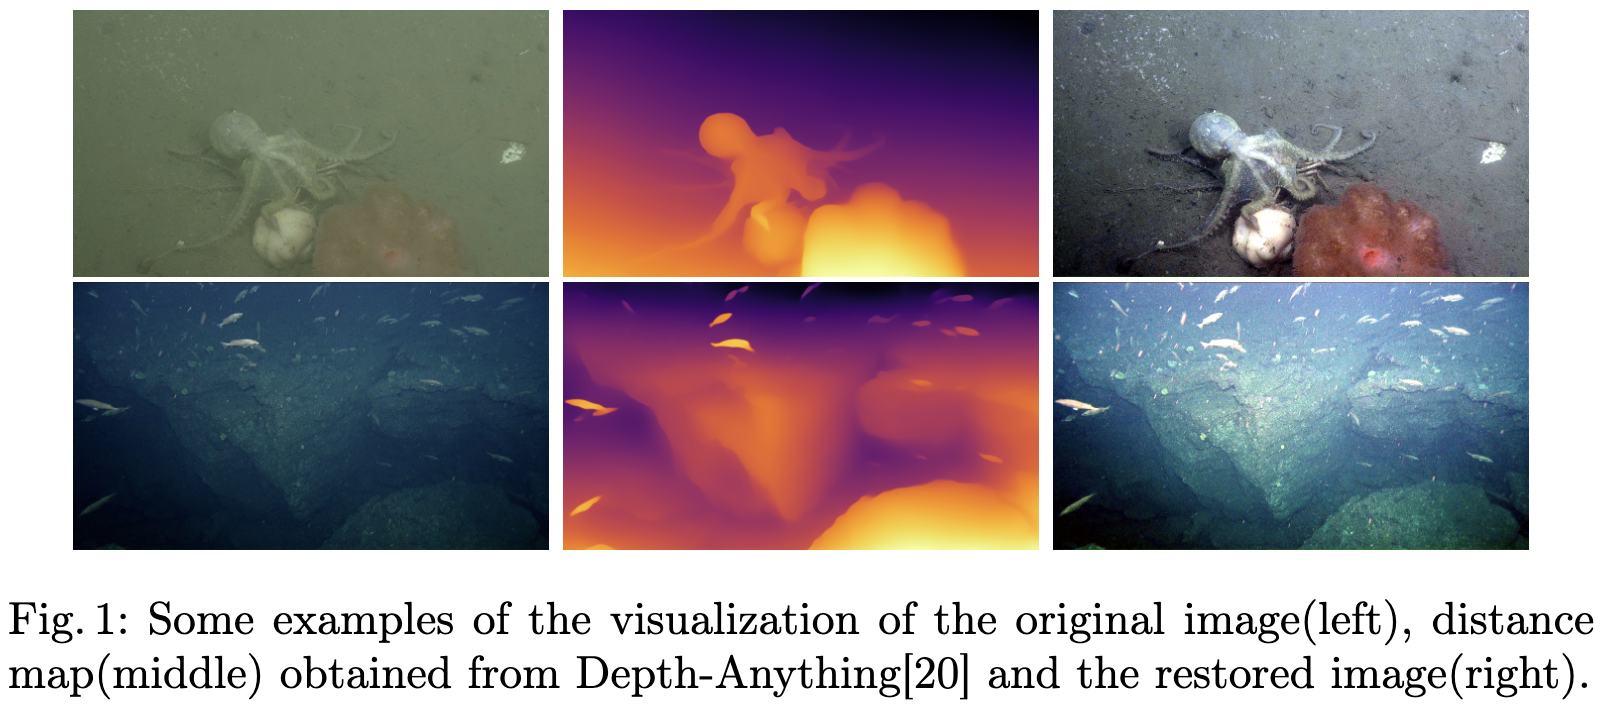 Fig. 1: Some examples of the visualization of the original image(left), distance
map(middle) obtained from Depth-Anything[20] and the restored image(right).